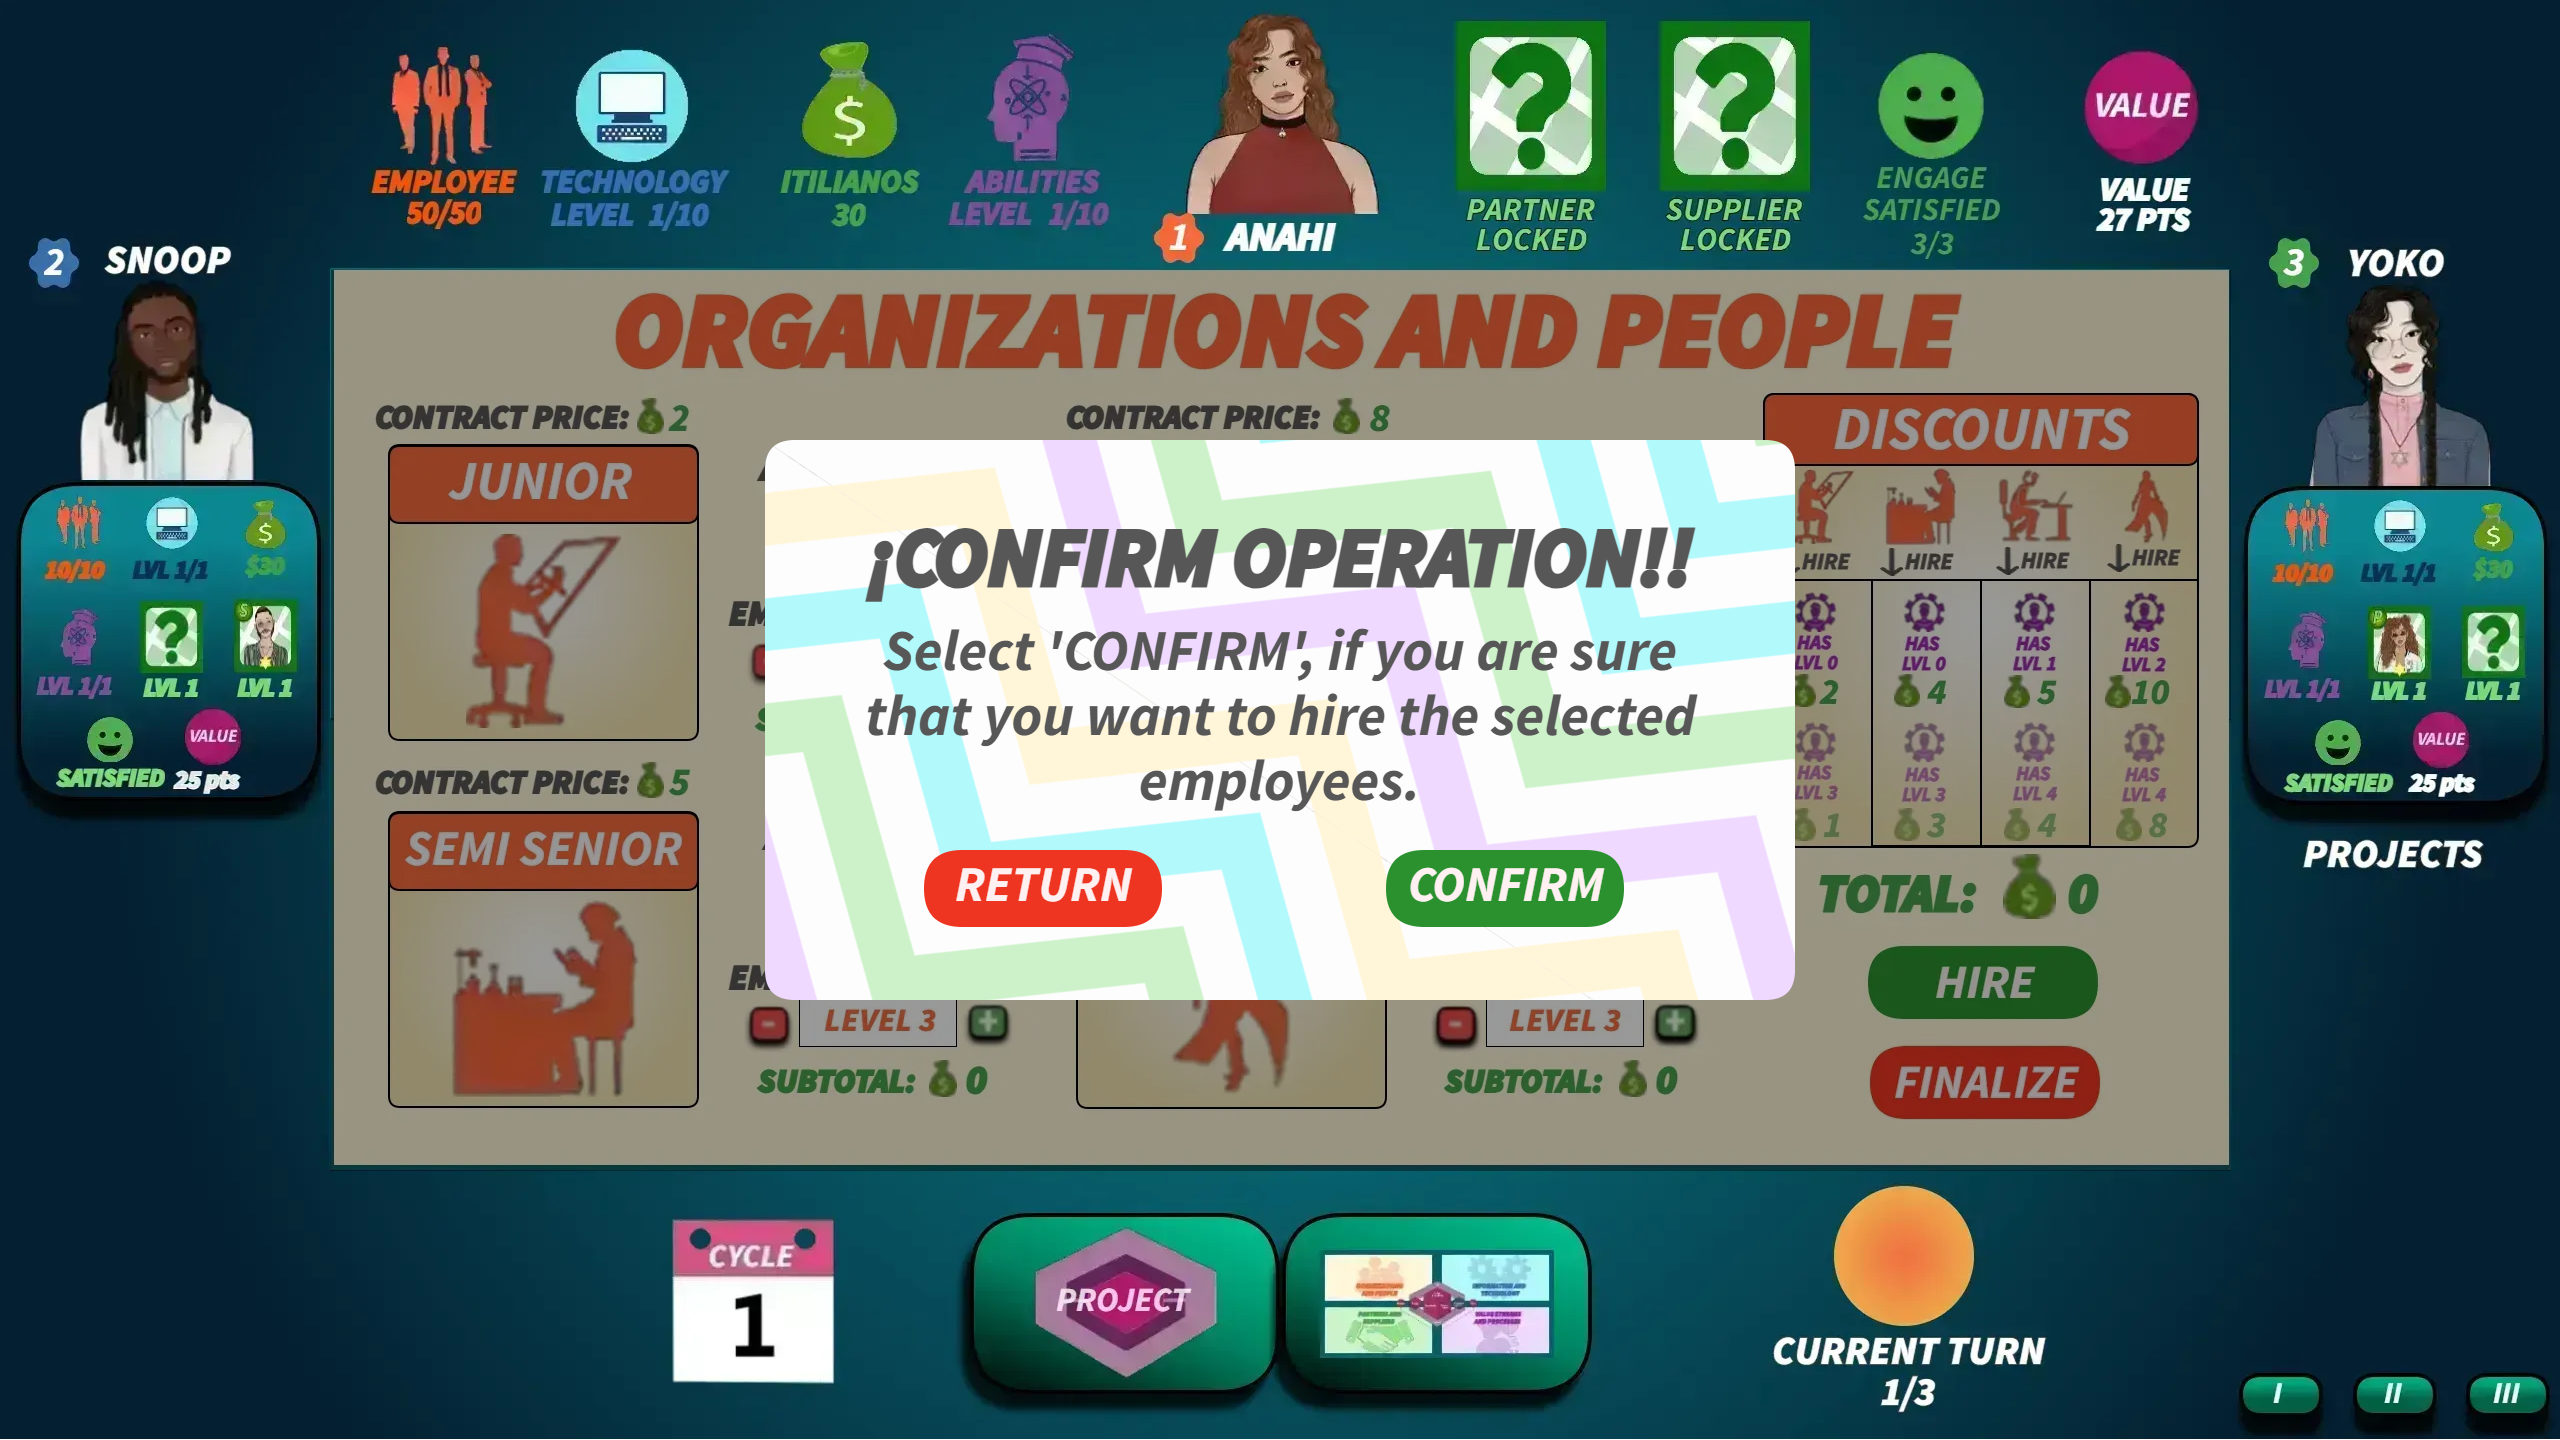 EMPLOYEE
50/50
TECHNOLOGY
LEVEL 1/10
ITILIANOS
30
ABILITIES
LEVEL 1/10
1 ANAHI
PARTNER
LOCKED
SUPPLIER
LOCKED
ENGAGE
SATISFIED
3/3
VALUE
VALUE
27 PTS
2 SNOOP
10/10
LVL 1/1
$30
LVL 1/1
LVL 1
LVL 1
VALUE
SATISFIED 25 pts
3 YOKO
10/10
LVL 1/1
$30
LVL 1/1
LVL 1
LVL 1
VALUE
SATISFIED 25 pts
PROJECTS
ORGANIZATIONS AND PEOPLE
CONTRACT PRICE: 2
JUNIOR
CONTRACT PRICE: 8
CONTRACT PRICE: 5
SEMI SENIOR
LEVEL 3
SUBTOTAL: 0
LEVEL 3
SUBTOTAL: 0
DISCOUNTS
HIRE HIRE HIRE HIRE
HAS HAS HAS HAS
LVL 0 LVL 0 LVL 1 LVL 2
2 4 5 10
HAS HAS HAS HAS
LVL 3 LVL 3 LVL 4 LVL 4
1 3 4 8
TOTAL: 0
HIRE
FINALIZE
¡CONFIRM OPERATION!!
Select 'CONFIRM', if you are sure
that you want to hire the selected
employees.
RETURN
CONFIRM
CYCLE
1
PROJECT
CURRENT TURN
1/3
I II III